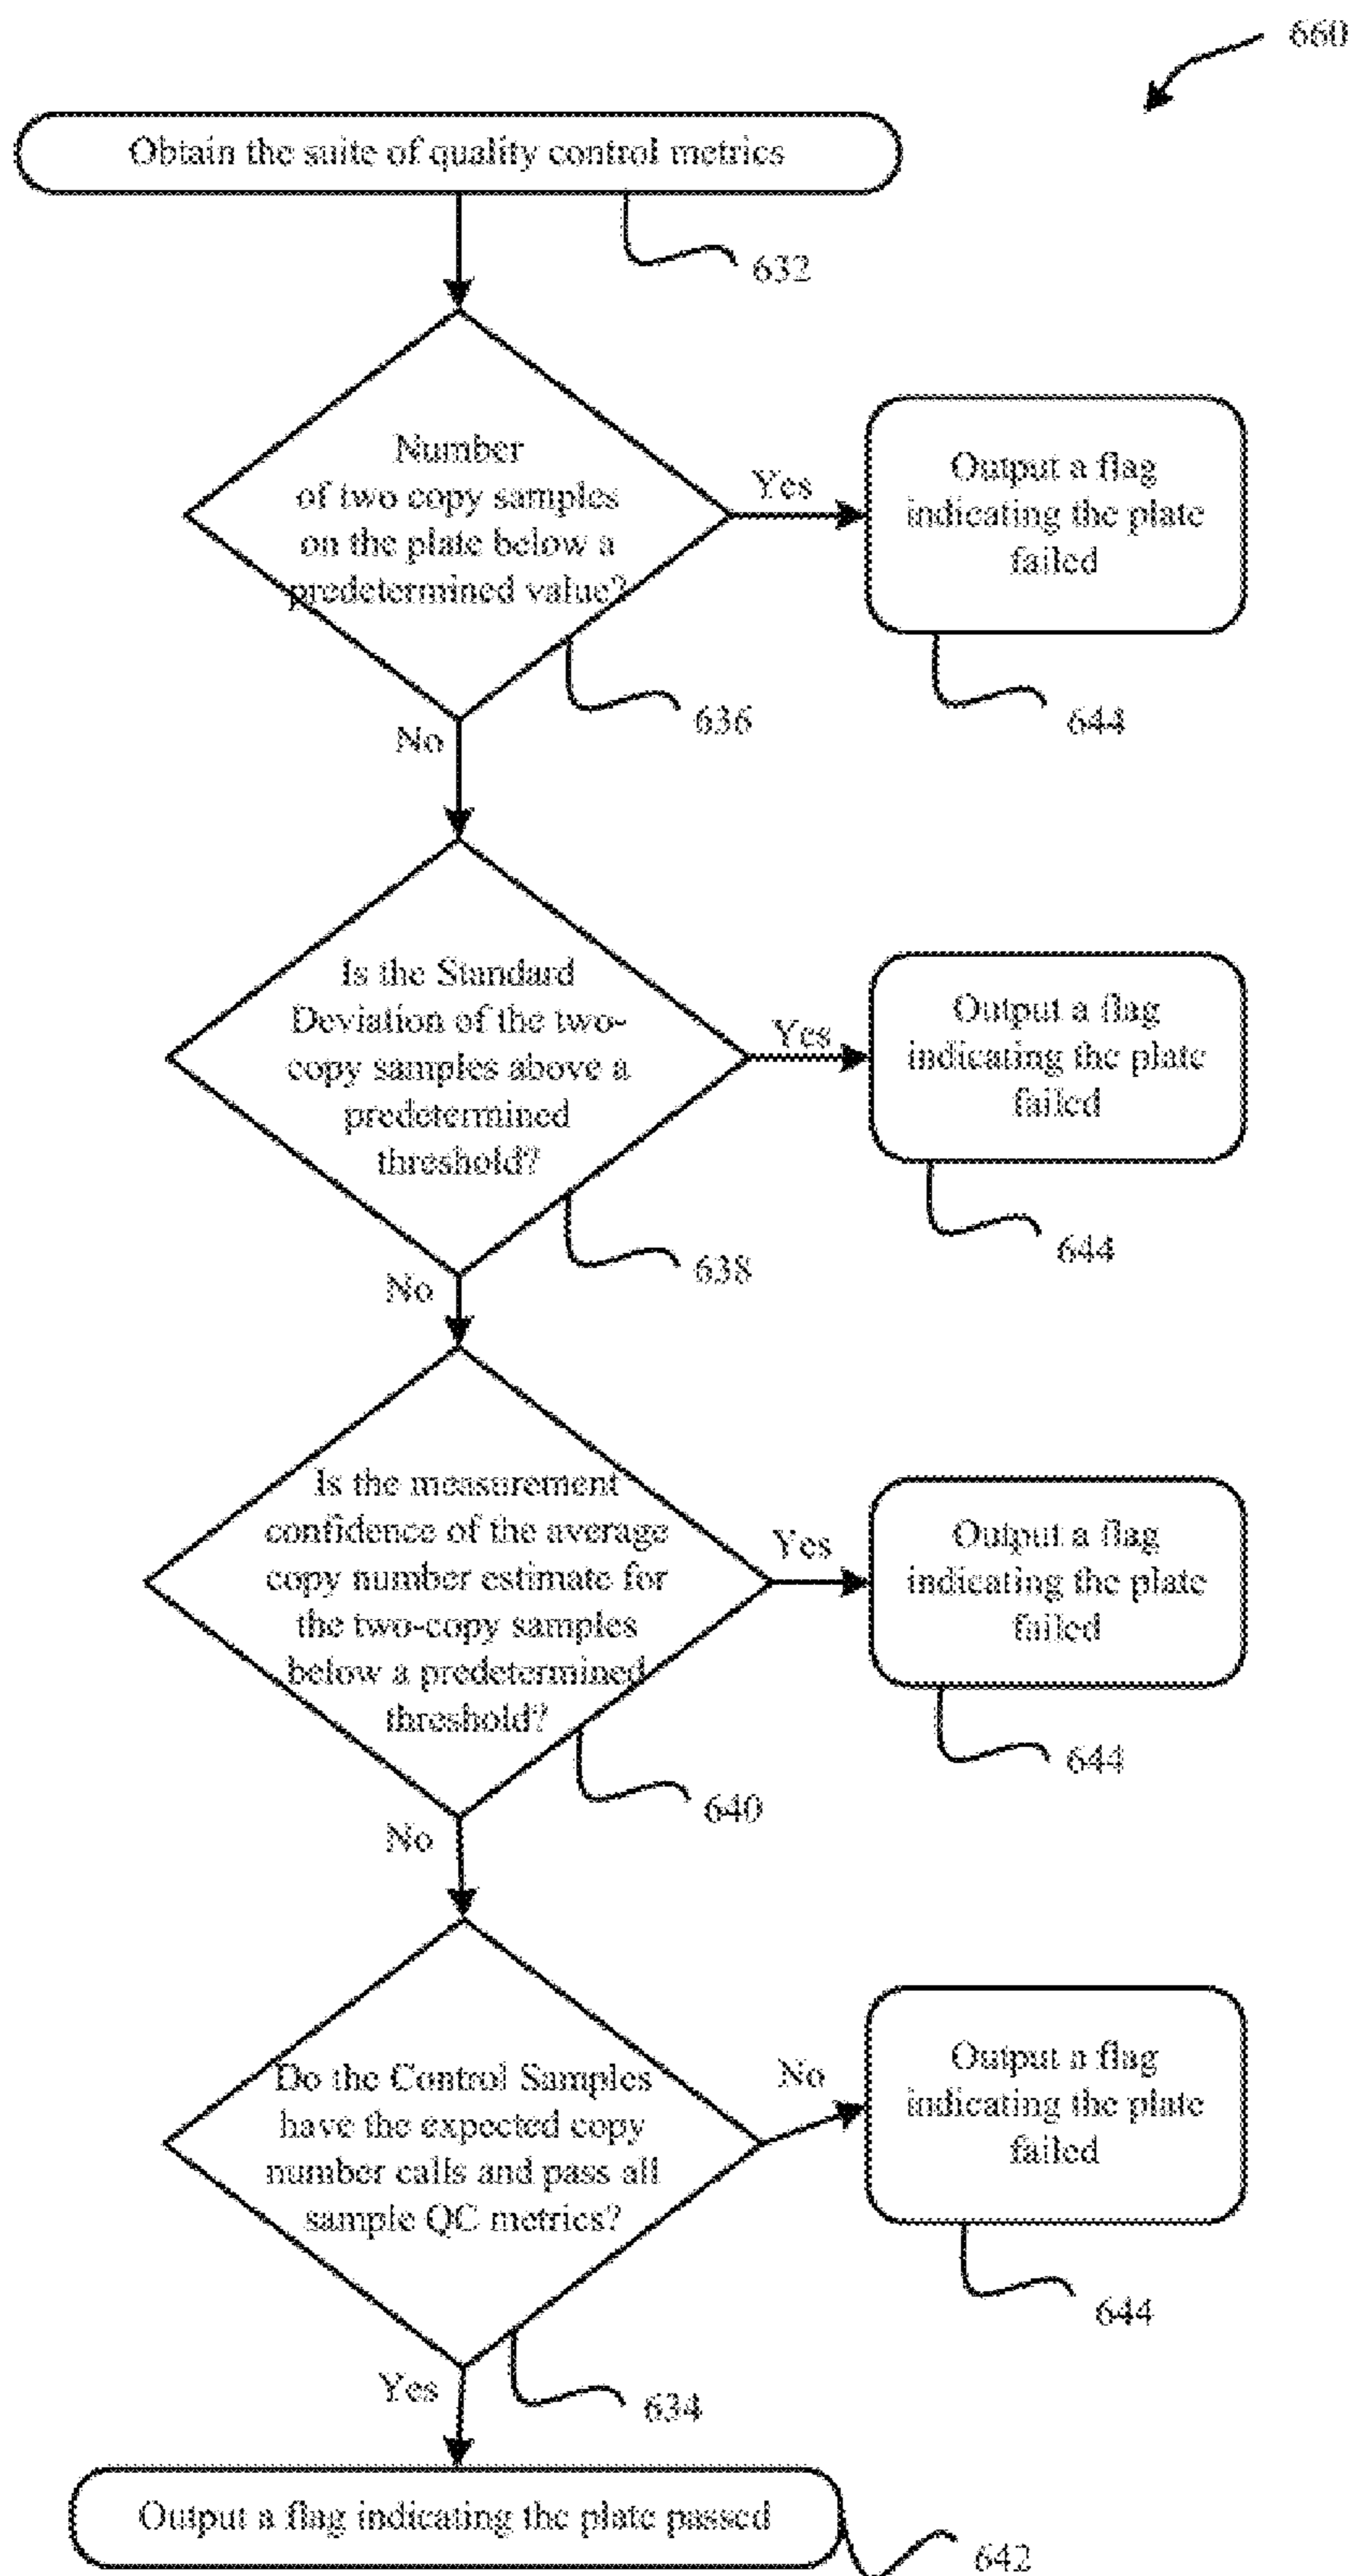 660
Obtain the suite of quality control metrics
632
Number
of two copy samples
on the plate below a
predetermined value?
Yes
Output a flag
indicating the plate
failed
636
644
No
Is the Standard
Deviation of the two-
copy samples above a
predetermined
threshold?
Yes
Output a flag
indicating the plate
failed
638
644
No
Is the measurement
confidence of the average
copy number estimate for
the two-copy samples
below a predetermined
threshold?
Yes
Output a flag
indicating the plate
failed
640
644
No
Do the Control Samples
have the expected copy
number calls and pass all
sample QC metrics?
No
Output a flag
indicating the plate
failed
634
644
Yes
Output a flag indicating the plate passed
642